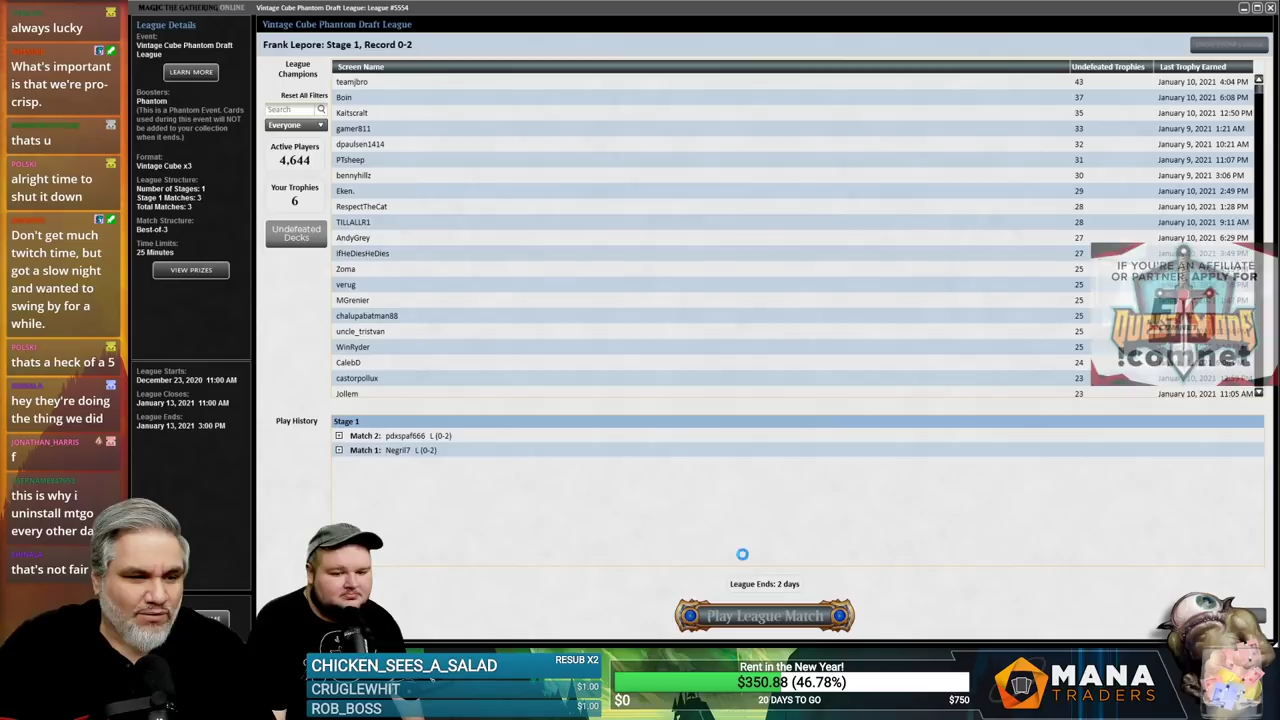 always lucky
What's important
is that we're pro-
crisp.
thats u
POLSKI
alright time to
shut it down
Don't get much
twitch time, but
got a slow night
and wanted to
swing by for a
while.
POLSKI
thats a heck of a 5
hey they're doing
the thing we did
JONATHAN HARRIS
f
this is why i
uninstall mtgo
every other da
that's not fair
MAGIC THE GATHERING ONLINE
Vintage Cube Phantom Draft League: League #5554
League Details
Event:
Vintage Cube Phantom Draft
League
LEARN MORE
Boosters:
Phantom
(This is a Phantom Event. Cards
used during this event will NOT
be added to your collection
when it ends.)
Format:
Vintage Cube x3
League Structure:
Number of Stages: 1
Stage 1 Matches: 3
Total Matches: 3
Match Structure:
Best-of-3
Time Limits:
25 Minutes
VIEW PRIZES
League Starts:
December 23, 2020 11:00 AM
League Closes:
January 13, 2021 11:00 AM
League Ends:
January 13, 2021 3:00 PM
Vintage Cube Phantom Draft League
Frank Lepore: Stage 1, Record 0-2
League
Champions
Reset All Filters
Search
Everyone
Active Players
4,644
Your Trophies
6
Undefeated
Decks
Screen Name Undefeated Trophies Last Trophy Earned
teamjbro 43 January 10, 2021 4:04 PM
Boin 37 January 10, 2021 6:08 PM
Kaitscralt 35 January 10, 2021 12:50 PM
gamer811 33 January 9, 2021 1:21 AM
dpaulsen1414 32 January 9, 2021 10:21 AM
PTsheep 31 January 9, 2021 11:07 PM
bennyhillz 30 January 9, 2021 3:06 PM
Eken. 29 January 10, 2021 2:49 PM
RespectTheCat 28 January 10, 2021 1:28 PM
TILLALLR1 28 January 10, 2021 9:11 AM
AndyGrey 27 January 10, 2021 6:29 PM
IfHeDiesHeDies 27
Zoma 25
verug 25
MGrenier 25
chalupabatman88 25
uncle_tristvan 25
WinRyder 25
CalebD 24
castorpollux 23
Jollem 23 January 10, 2021 11:05 AM
IF YOU'RE AN AFFILIATE
OR PARTNER, APPLY FOR
!comnet
Play History
Stage 1
Match 2: pdxspaf666 L (0-2)
Match 1: Negril7 L (0-2)
League Ends: 2 days
Play League Match
CHICKEN_SEES_A_SALAD RESUB X2
CRUGLEWHIT $1.00
ROB_BOSS $1.00
Rent in the New Year!
$350.88 (46.78%)
$0 20 DAYS TO GO $750
MANA
TRADERS